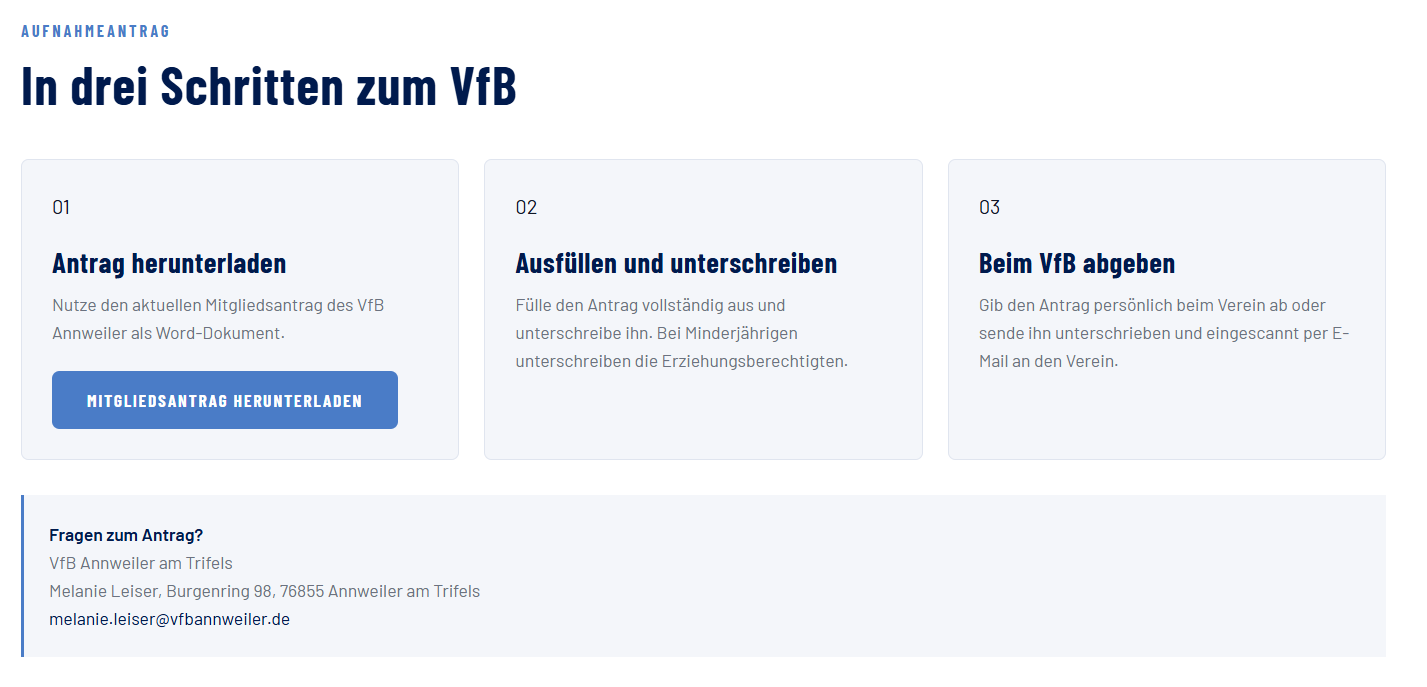 AUFNAHMEANTRAG
In drei Schritten zum VfB
01
Antrag herunterladen
Nutze den aktuellen Mitgliedsantrag des VfB
Annweiler als Word-Dokument.
MITGLIEDSANTRAG HERUNTERLADEN
02
Ausfüllen und unterschreiben
Fülle den Antrag vollständig aus und
unterschreibe ihn. Bei Minderjährigen
unterschreiben die Erziehungsberechtigten.
03
Beim VfB abgeben
Gib den Antrag persönlich beim Verein ab oder
sende ihn unterschrieben und eingescannt per E-
Mail an den Verein.
Fragen zum Antrag?
VfB Annweiler am Trifels
Melanie Leiser, Burgenring 98, 76855 Annweiler am Trifels
melanie.leiser@vfbannweiler.de